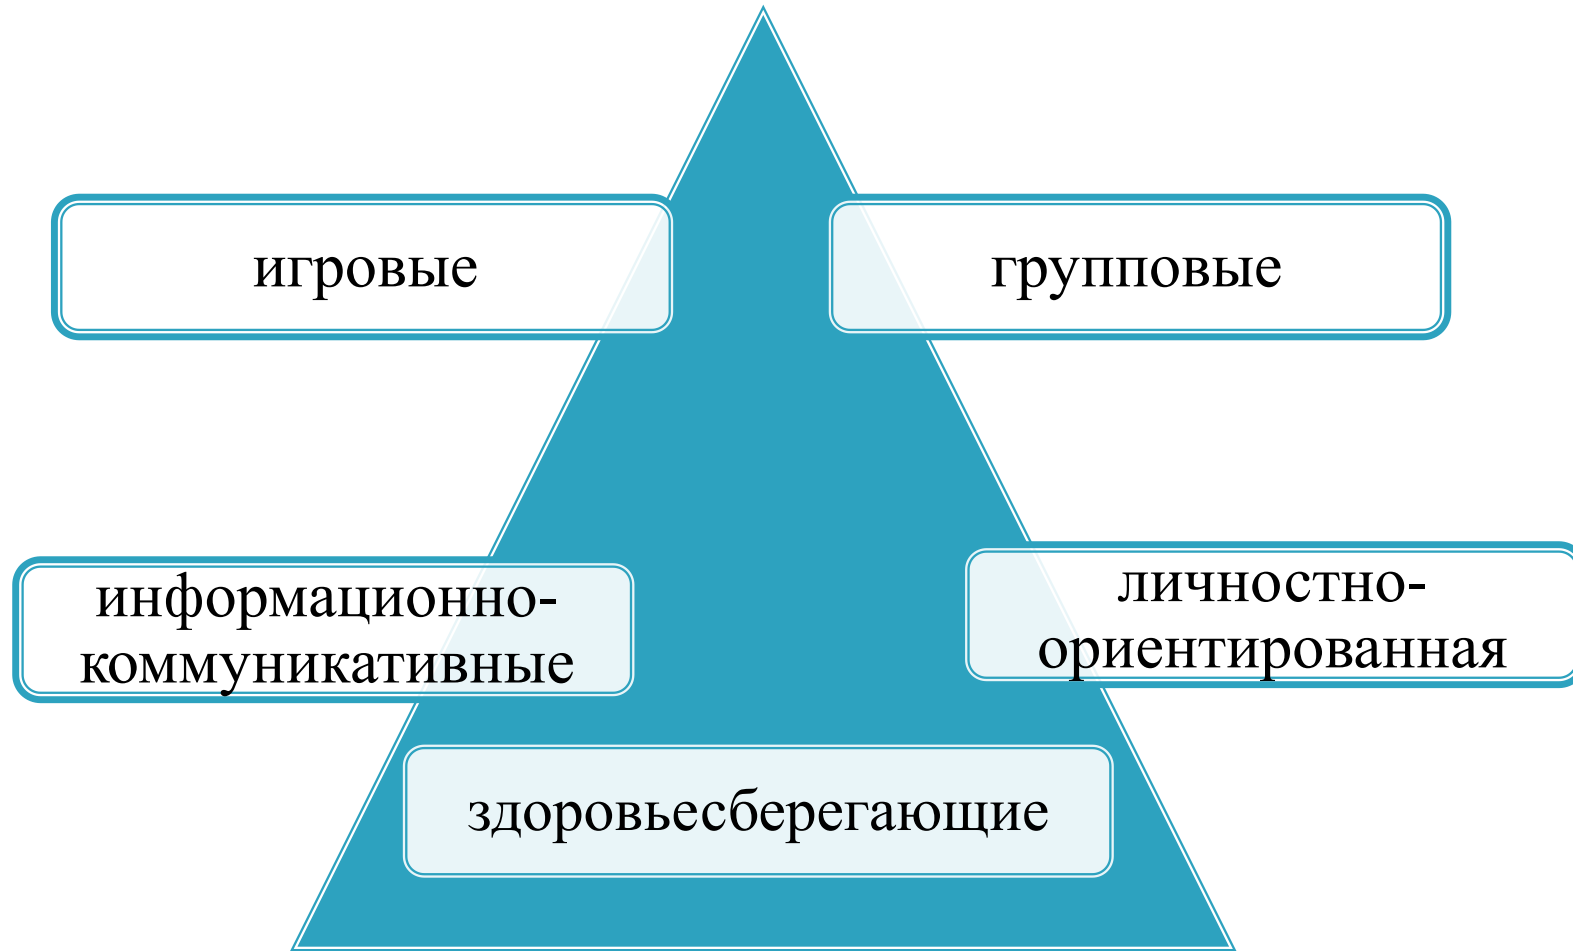 игровые
групповые
информационно-
коммуникативные
личностно-
ориентированная
здоровьесберегающие